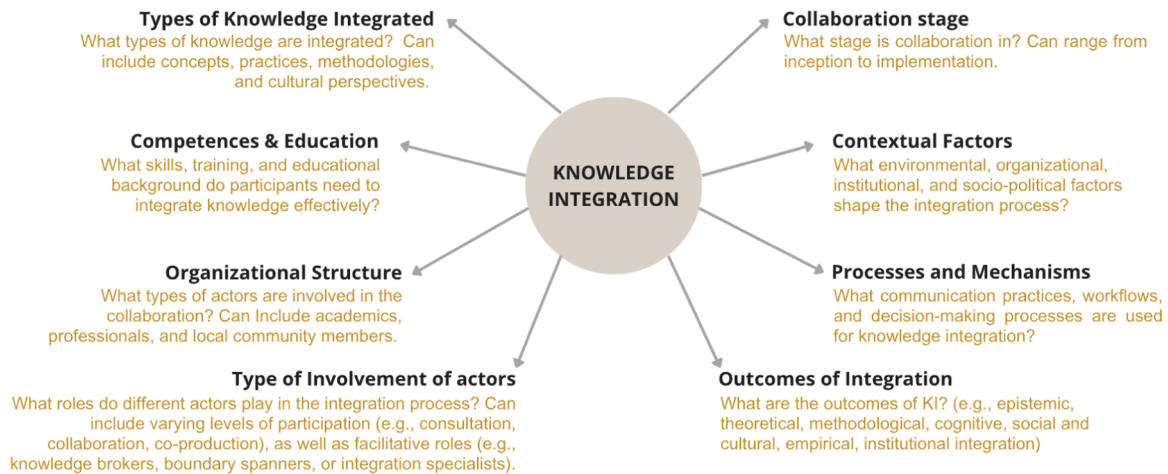 Types of Knowledge Integrated
What types of knowledge are integrated? Can
include concepts, practices, methodologies,
and cultural perspectives.
Competences & Education
What skills, training, and educational
background do participants need to
integrate knowledge effectively?
Organizational Structure
What types of actors are involved in the
collaboration? Can Include academics,
professionals, and local community members.
Type of Involvement of actors
What roles do different actors play in the integration process? Can
include varying levels of participation (e.g., consultation,
collaboration, co-production), as well as facilitative roles (e.g.,
knowledge brokers, boundary spanners, or integration specialists).
KNOWLEDGE
INTEGRATION
Collaboration stage
What stage is collaboration in? Can range from
inception to implementation.
Contextual Factors
What environmental, organizational,
institutional, and socio-political factors
shape the integration process?
Processes and Mechanisms
What communication practices, workflows,
and decision-making processes are used
for knowledge integration?
Outcomes of Integration
What are the outcomes of KI? (e.g., epistemic,
theoretical, methodological, cognitive, social and
cultural, empirical, institutional integration)